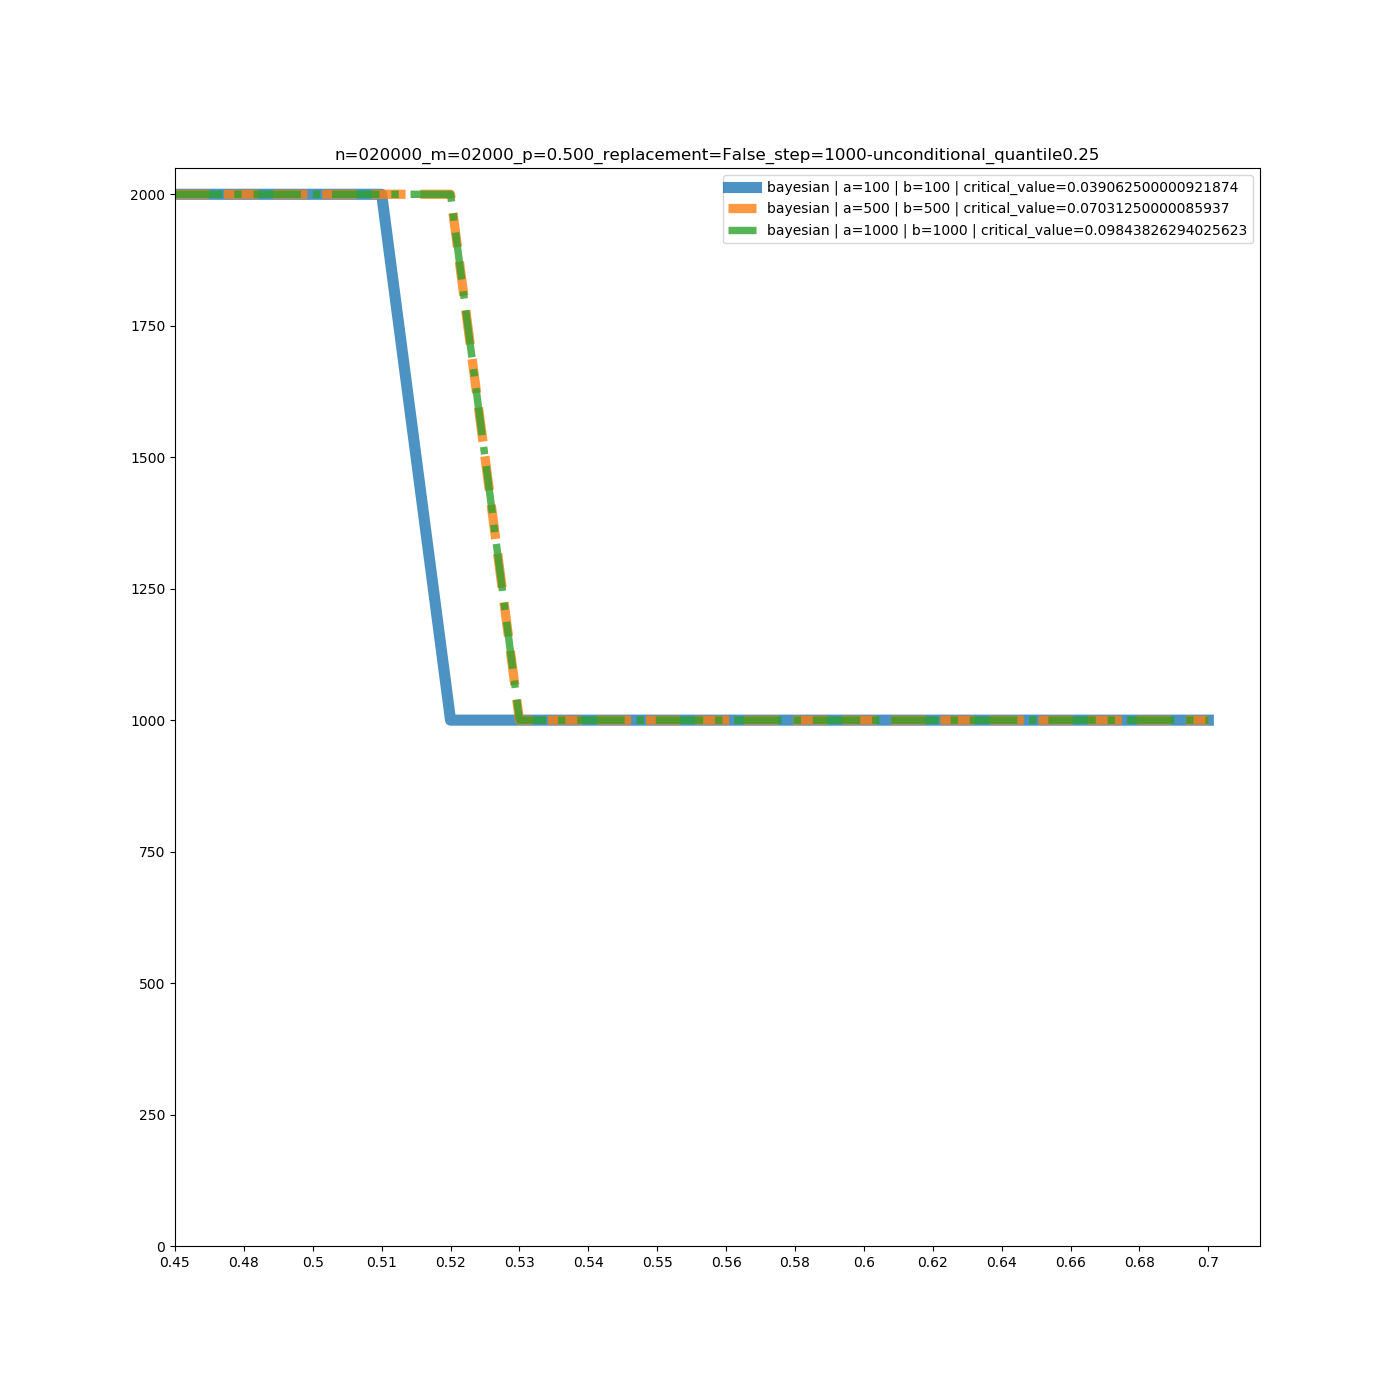 n=020000_m=02000_p=0.500_replacement=False_step=1000-unconditional_quantile0.25
bayesian | a=100 | b=100 | critical_value=0.039062500000921874
bayesian | a=500 | b=500 | critical_value=0.07031250000085937
bayesian | a=1000 | b=1000 | critical_value=0.09843826294025623
2000
1750
1500
1250
1000
750
500
250
0
0.45 0.48 0.5 0.51 0.52 0.53 0.54 0.55 0.56 0.58 0.6 0.62 0.64 0.66 0.68 0.7